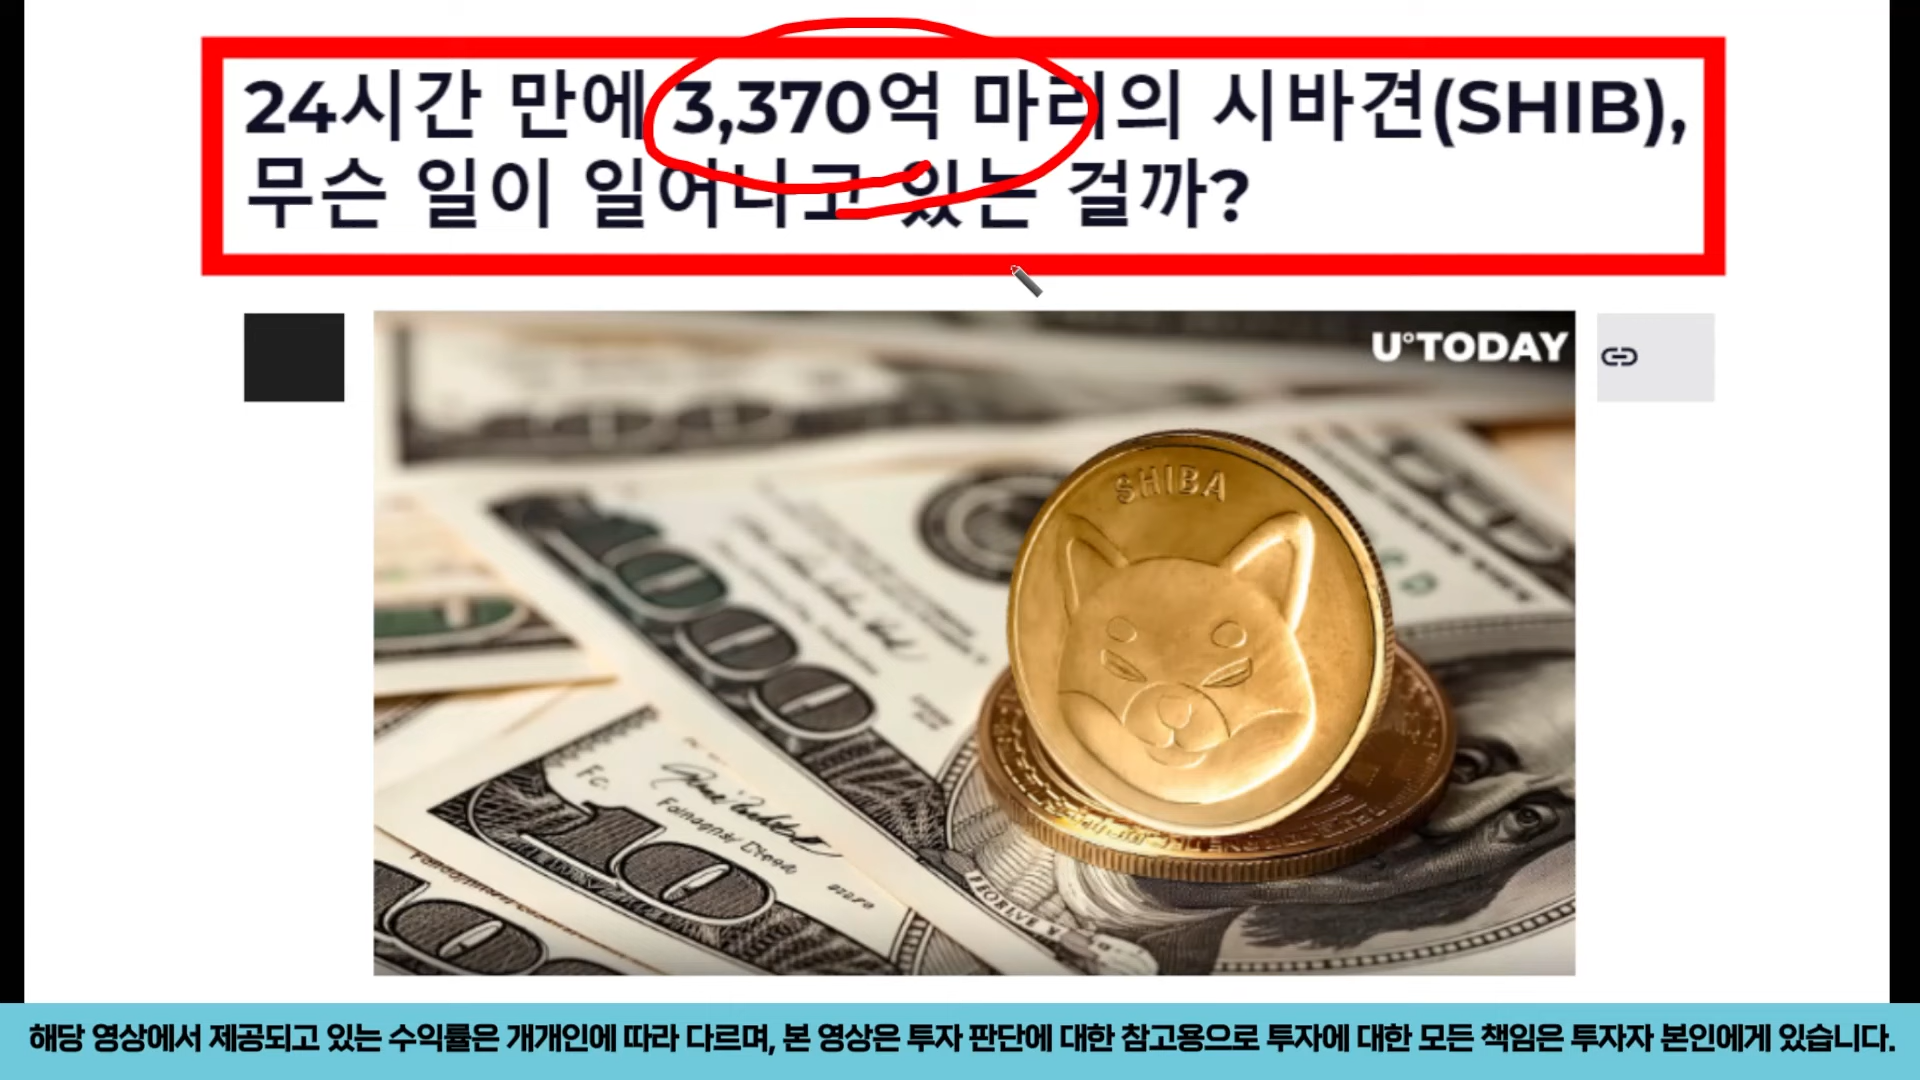 24시간 만에 3,370억 마리의 시바견(SHIB),
무슨 일이 일어나고 있는 걸까?
U°TODAY
SHIBA
해당 영상에서 제공되고 있는 수익률은 개개인에 따라 다르며, 본 영상은 투자 판단에 대한 참고용으로 투자에 대한 모든 책임은 투자자 본인에게 있습니다.